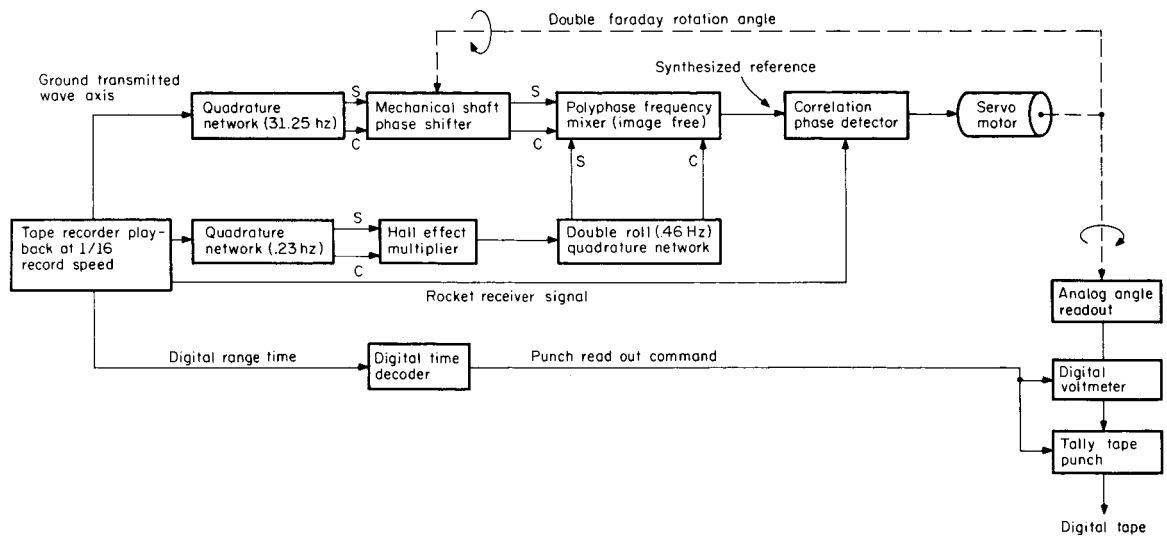 Double faraday rotation angle
Ground transmitted
wave axis
Synthesized reference
S
S
Quadrature
network (31.25 hz)
Mechanical shaft
phase shifter
Polyphase frequency
mixer (image free)
Correlation
phase detector
Servo
motor
C
C
S
C
S
Tape recorder play-
back at 1/16
record speed
Quadrature
network (.23hz)
Hall effect
multiplier
Double roll (.46 Hz)
quadrature network
C
Rocket receiver signal
Analog angle
readout
Digital range time
Digital time
decoder
Punch read out command
Digital
voltmeter
Tally tape
punch
Digital tape